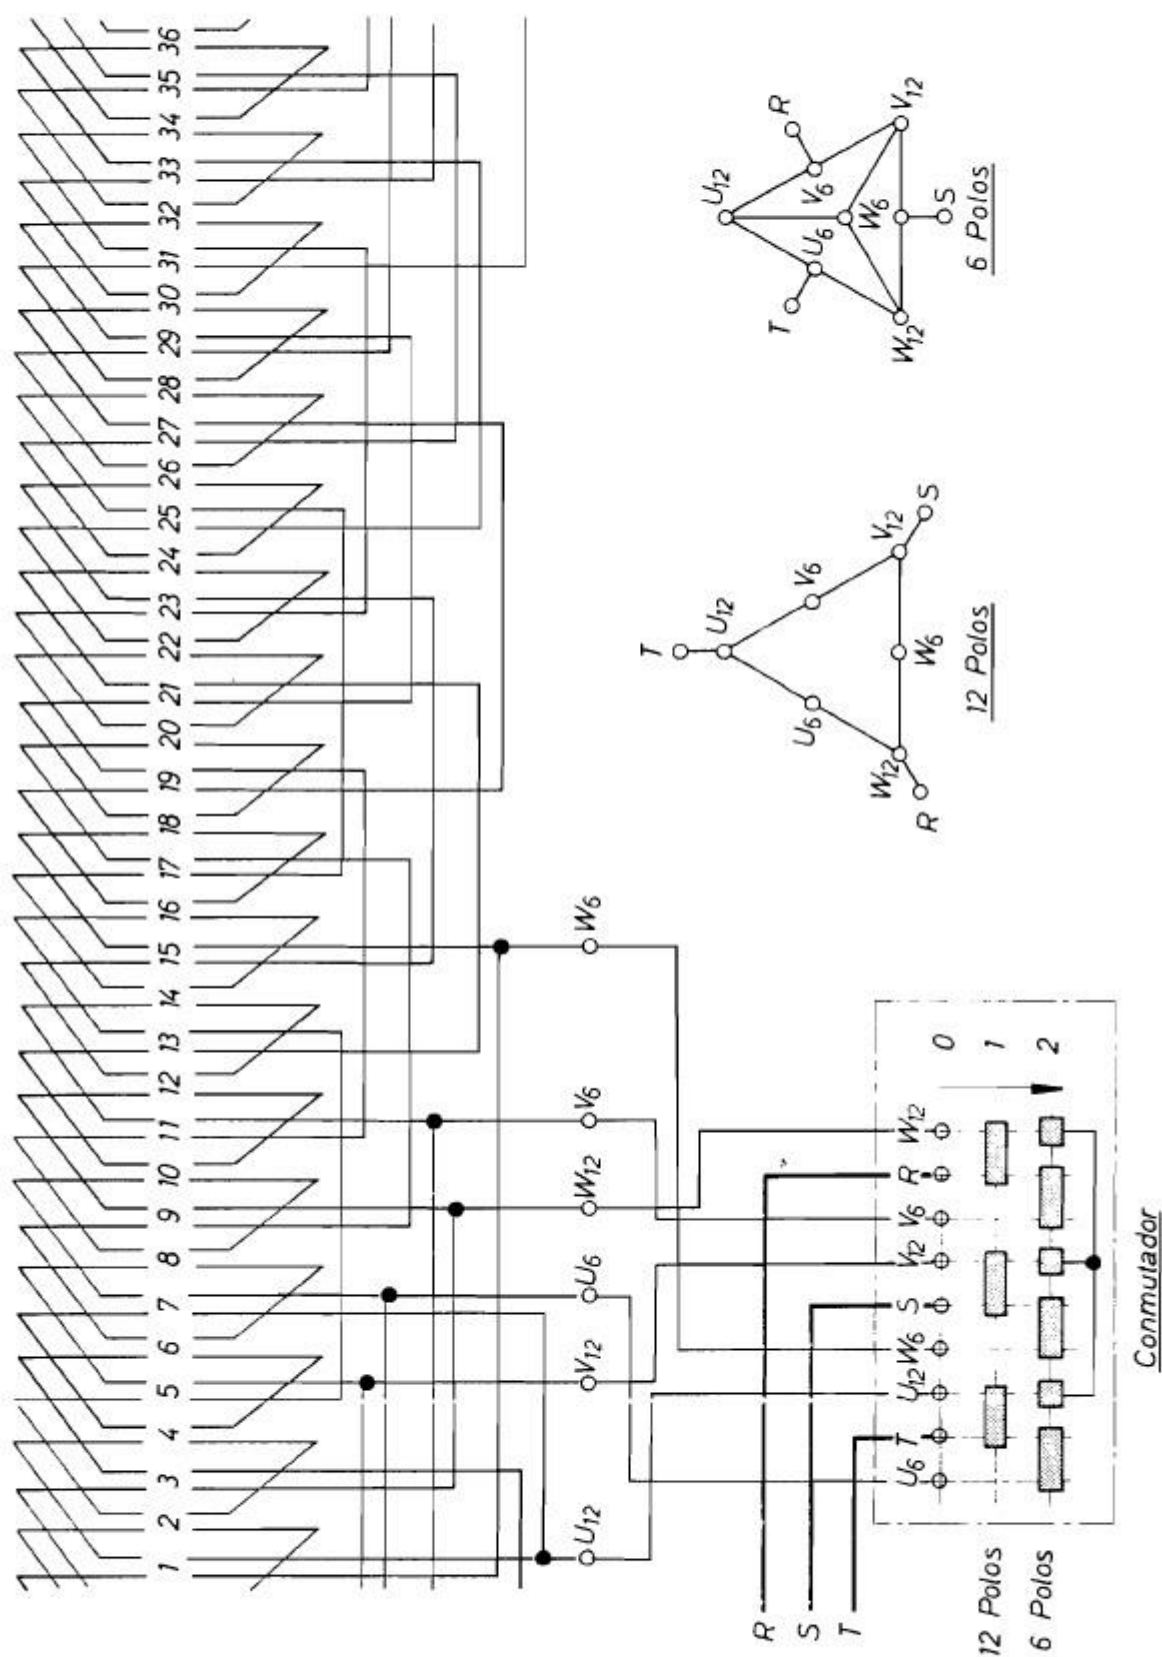 1 2 3 4 5 6 7 8 9 10 11 12 13 14 15 16 17 18 19 20 21 22 23 24 25 26 27 28 29 30 31 32 33 34 35 36
U12
V12
U6
W12
V6
W6
R
S
T
U6 T U12 W6 S V12 V6 R W12
0
1
2
12 Polos
6 Polos
Conmutador
T
U12
U6
V6
W12
W6
V12
R
S
12 Polos
U12
R
T
U6
V6
W6
W12
V12
S
6 Polos